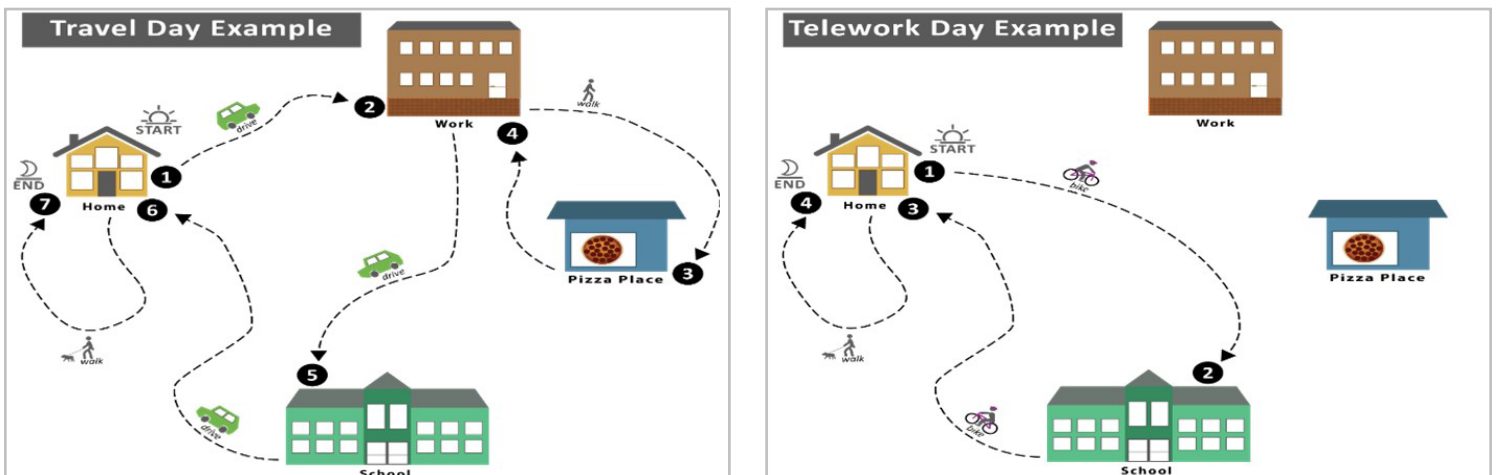 Travel Day Example
START
drive
2
Work
walk
4
1
END
7
Home
6
drive
Pizza Place
3
walk
5
drive
School
Telework Day Example
Work
START
1
bike
END
4
Home
3
Pizza Place
walk
2
bike
School